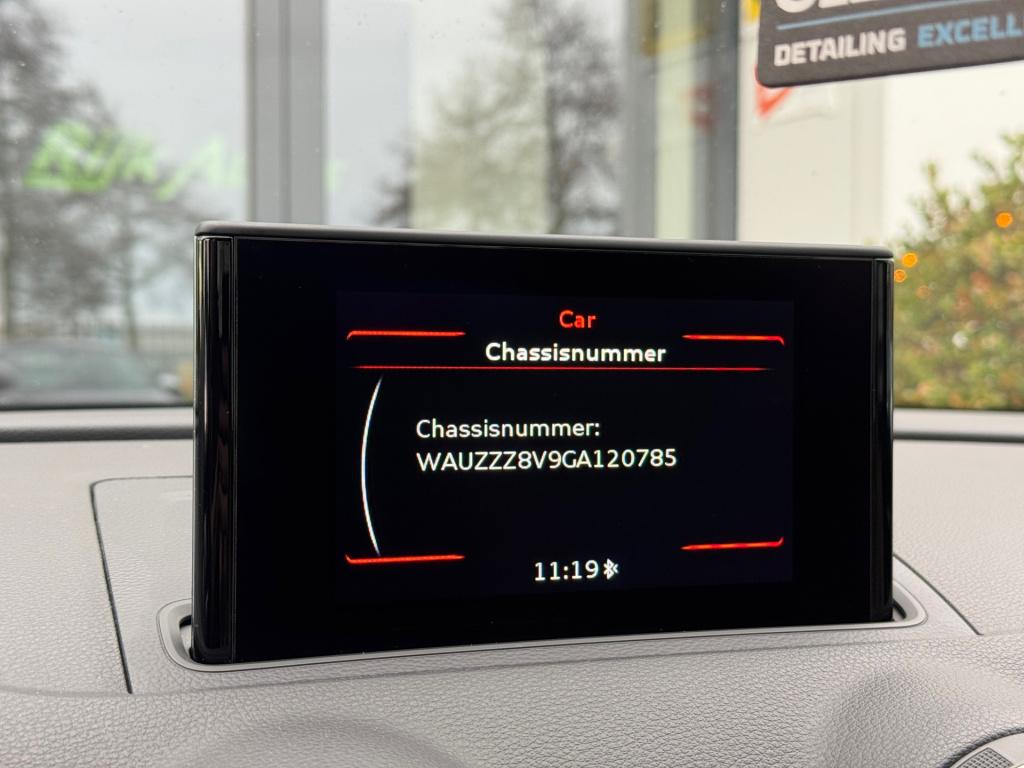 DETAILING EXCELL
Car
Chassisnummer
Chassisnummer:
WAUZZZ8V9GA120785
11:19